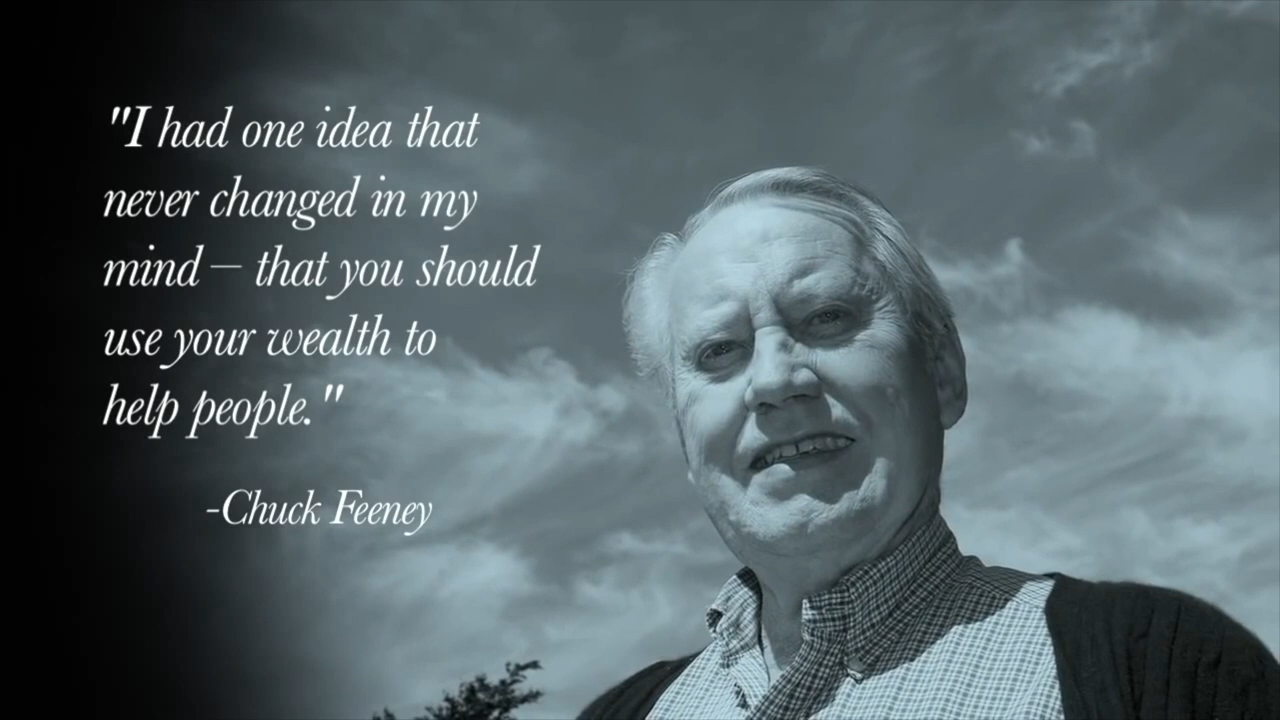 "I had one idea that
never changed in my
mind – that you should
use your wealth to
help people."
-Chuck Feeney